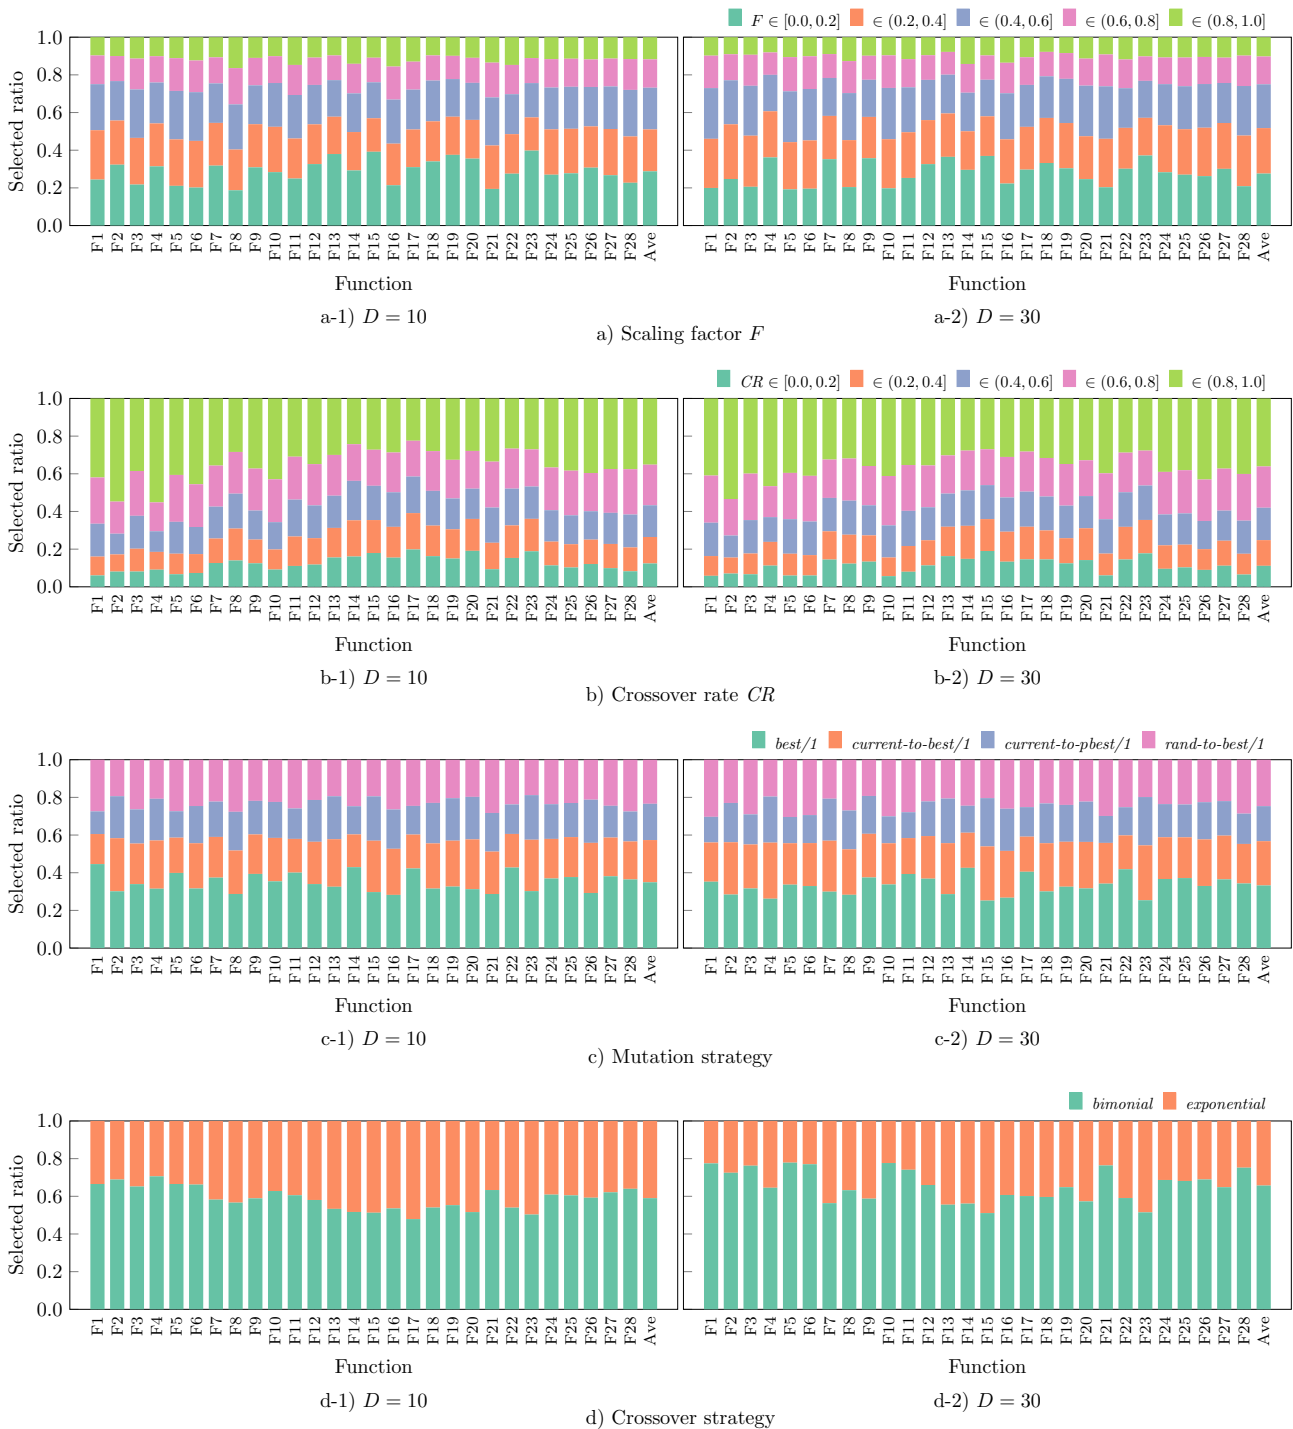 F ∈ [0.0, 0.2] ∈ (0.2, 0.4] ∈ (0.4, 0.6] ∈ (0.6, 0.8] ∈ (0.8, 1.0]
Selected ratio
1.0
0.8
0.6
0.4
0.2
0.0
F1 F2 F3 F4 F5 F6 F7 F8 F9 F10 F11 F12 F13 F14 F15 F16 F17 F18 F19 F20 F21 F22 F23 F24 F25 F26 F27 F28 Ave
F1 F2 F3 F4 F5 F6 F7 F8 F9 F10 F11 F12 F13 F14 F15 F16 F17 F18 F19 F20 F21 F22 F23 F24 F25 F26 F27 F28 Ave
Function Function
a-1) D = 10 a-2) D = 30
a) Scaling factor F
CR ∈ [0.0, 0.2] ∈ (0.2, 0.4] ∈ (0.4, 0.6] ∈ (0.6, 0.8] ∈ (0.8, 1.0]
Selected ratio
1.0
0.8
0.6
0.4
0.2
0.0
F1 F2 F3 F4 F5 F6 F7 F8 F9 F10 F11 F12 F13 F14 F15 F16 F17 F18 F19 F20 F21 F22 F23 F24 F25 F26 F27 F28 Ave
F1 F2 F3 F4 F5 F6 F7 F8 F9 F10 F11 F12 F13 F14 F15 F16 F17 F18 F19 F20 F21 F22 F23 F24 F25 F26 F27 F28 Ave
Function Function
b-1) D = 10 b-2) D = 30
b) Crossover rate CR
best/1 current-to-best/1 current-to-pbest/1 rand-to-best/1
Selected ratio
1.0
0.8
0.6
0.4
0.2
0.0
F1 F2 F3 F4 F5 F6 F7 F8 F9 F10 F11 F12 F13 F14 F15 F16 F17 F18 F19 F20 F21 F22 F23 F24 F25 F26 F27 F28 Ave
F1 F2 F3 F4 F5 F6 F7 F8 F9 F10 F11 F12 F13 F14 F15 F16 F17 F18 F19 F20 F21 F22 F23 F24 F25 F26 F27 F28 Ave
Function Function
c-1) D = 10 c-2) D = 30
c) Mutation strategy
bimonial exponential
Selected ratio
1.0
0.8
0.6
0.4
0.2
0.0
F1 F2 F3 F4 F5 F6 F7 F8 F9 F10 F11 F12 F13 F14 F15 F16 F17 F18 F19 F20 F21 F22 F23 F24 F25 F26 F27 F28 Ave
F1 F2 F3 F4 F5 F6 F7 F8 F9 F10 F11 F12 F13 F14 F15 F16 F17 F18 F19 F20 F21 F22 F23 F24 F25 F26 F27 F28 Ave
Function Function
d-1) D = 10 d-2) D = 30
d) Crossover strategy